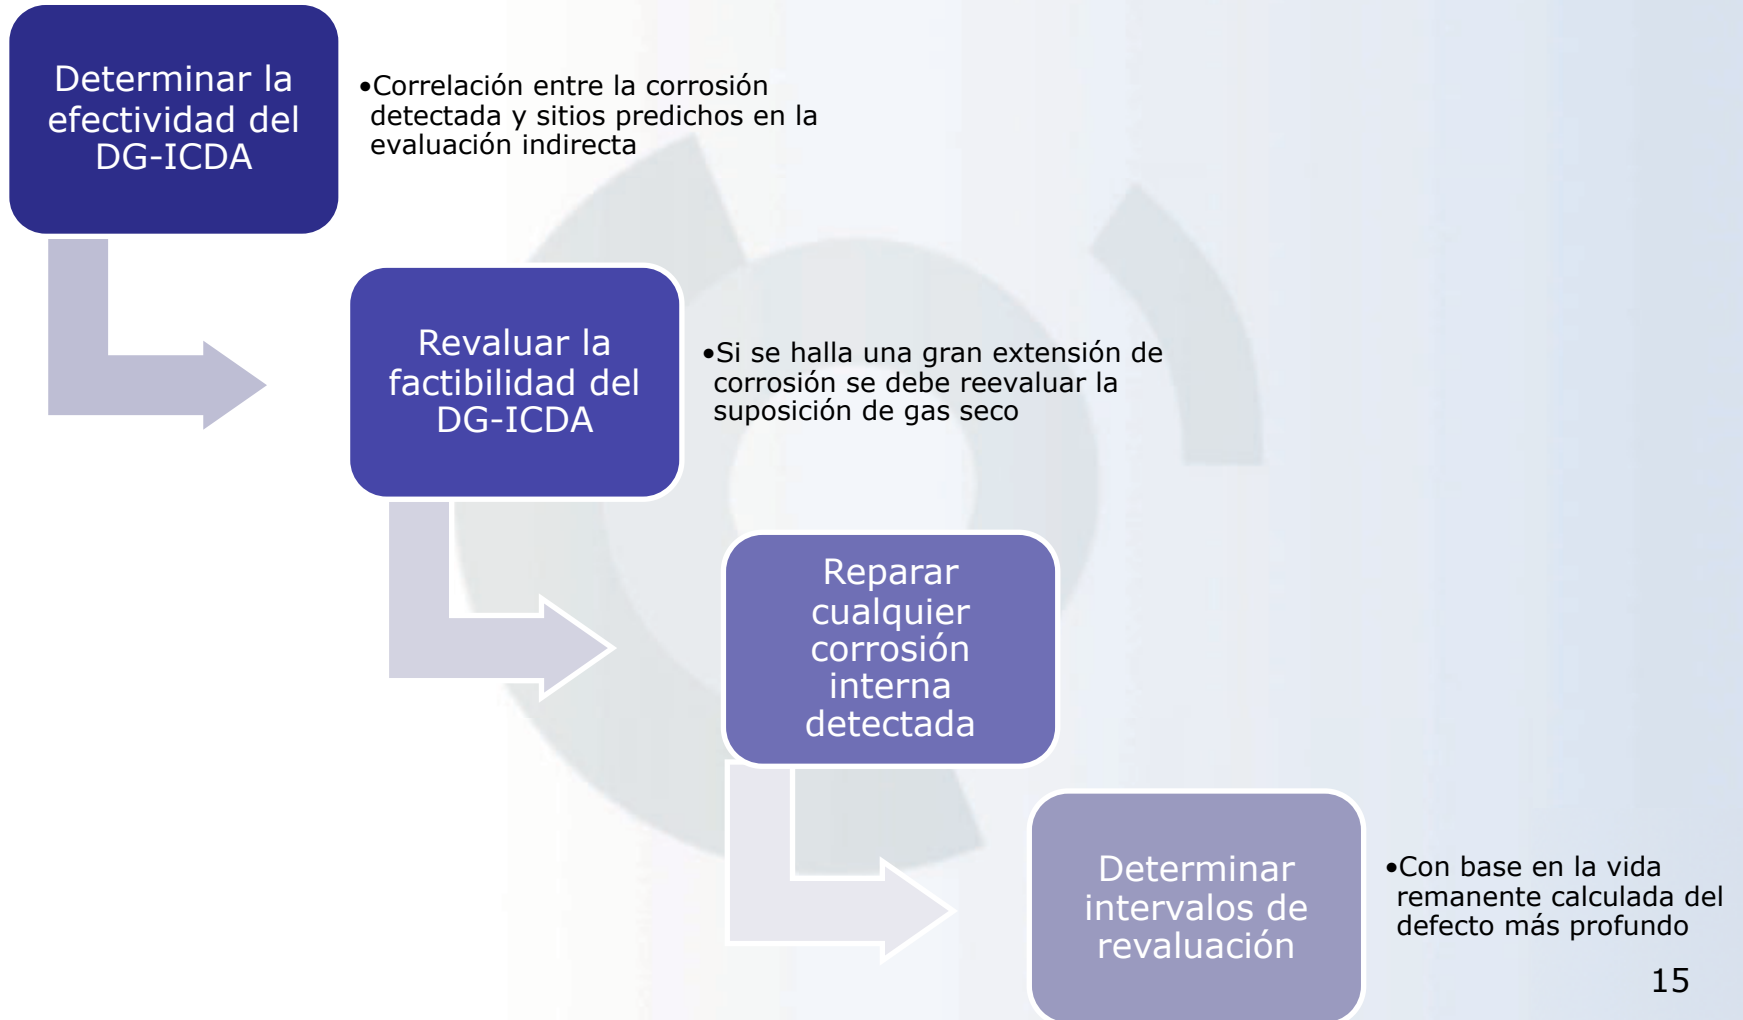 Determinar la
efectividad del
DG-ICDA
•Correlación entre la corrosión
detectada y sitios predichos en la
evaluación indirecta
Revaluar la
factibilidad del
DG-ICDA
•Si se halla una gran extensión de
corrosión se debe reevaluar la
suposición de gas seco
Reparar
cualquier
corrosión
interna
detectada
Determinar
intervalos de
revaluación
•Con base en la vida
remanente calculada del
defecto más profundo
15